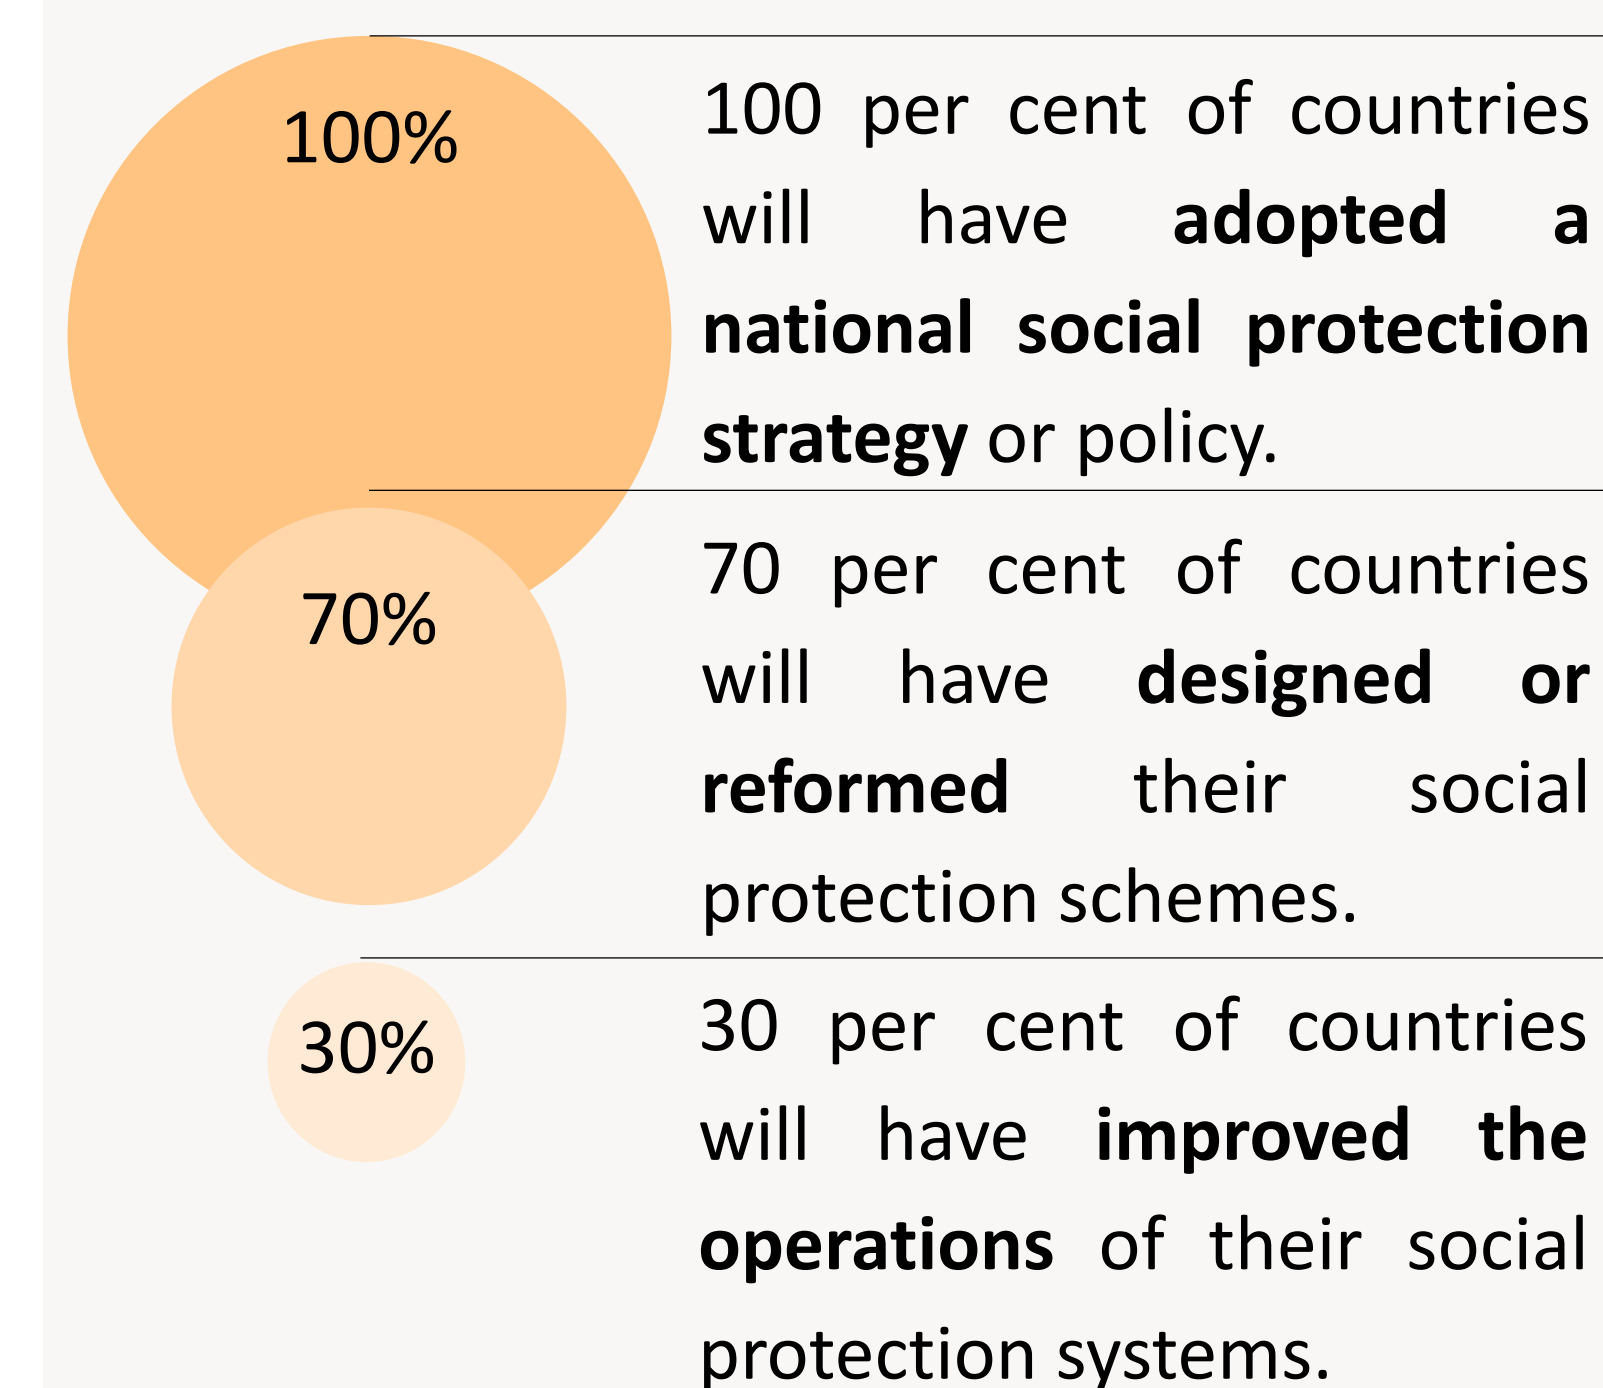 100%
100 per cent of countries
will have adopted a
national social protection
strategy or policy.
70%
70 per cent of countries
will have designed or
reformed their social
protection schemes.
30%
30 per cent of countries
will have improved the
operations of their social
protection systems.